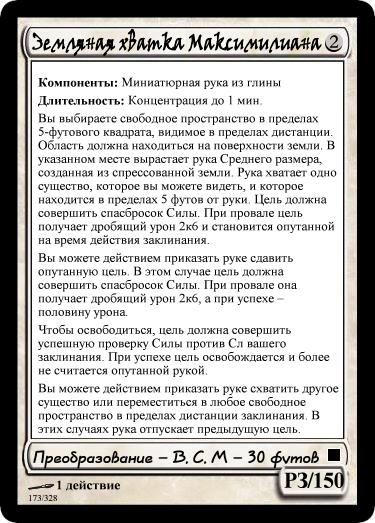 Земляная хватка Максимилиана 2
Компоненты: Миниатюрная рука из глины
Длительность: Концентрация до 1 мин.
Вы выбираете свободное пространство в пределах
5-футового квадрата, видимое в пределах дистанции.
Область должна находиться на поверхности земли. В
указанном месте вырастает рука Среднего размера,
созданная из спрессованной земли. Рука хватает одно
существо, которое вы можете видеть, и которое
находится в пределах 5 футов от руки. Цель должна
совершить спасбросок Силы. При провале цель
получает дробящий урон 2к6 и становится опутанной
на время действия заклинания.
Вы можете действием приказать руке сдавить
опутанную цель. В этом случае цель должна
совершить спасбросок Силы. При провале она
получает дробящий урон 2к6, а при успехе –
половину урона.
Чтобы освободиться, цель должна совершить
успешную проверку Силы против Сл вашего
заклинания. При успехе цель освобождается и более
не считается опутанной рукой.
Вы можете действием приказать руке схватить другое
существо или переместиться в любое свободное
пространство в пределах дистанции заклинания. В
этих случаях рука отпускает предыдущую цель.
Преобразование – В, С, М – 30 футов
1 действие
P3/150
173/328